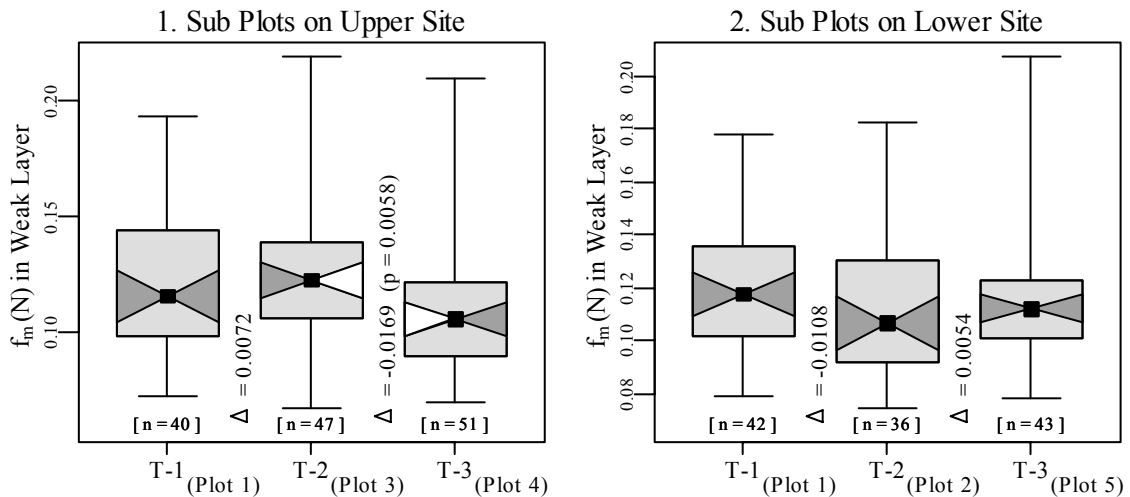 1. Sub Plots on Upper Site
fm (N) in Weak Layer
0.20
0.15
0.10
Δ = 0.0072
Δ = -0.0169 (p = 0.0058)
[ n = 40 ]
[ n = 47 ]
[ n = 51 ]
T-1 (Plot 1)
T-2 (Plot 3)
T-3 (Plot 4)
2. Sub Plots on Lower Site
fm (N) in Weak Layer
0.20
0.18
0.16
0.14
0.12
0.10
0.08
Δ = -0.0108
Δ = 0.0054
[ n = 42 ]
[ n = 36 ]
[ n = 43 ]
T-1 (Plot 1)
T-2 (Plot 2)
T-3 (Plot 5)